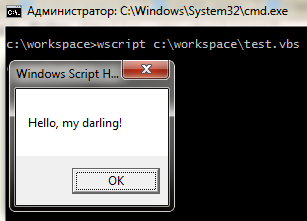 Администратор: C:\Windows\System32\cmd.exe
c:\workspace>wscript c:\workspace\test.vbs
Windows Script H...
Hello, my darling!
OK